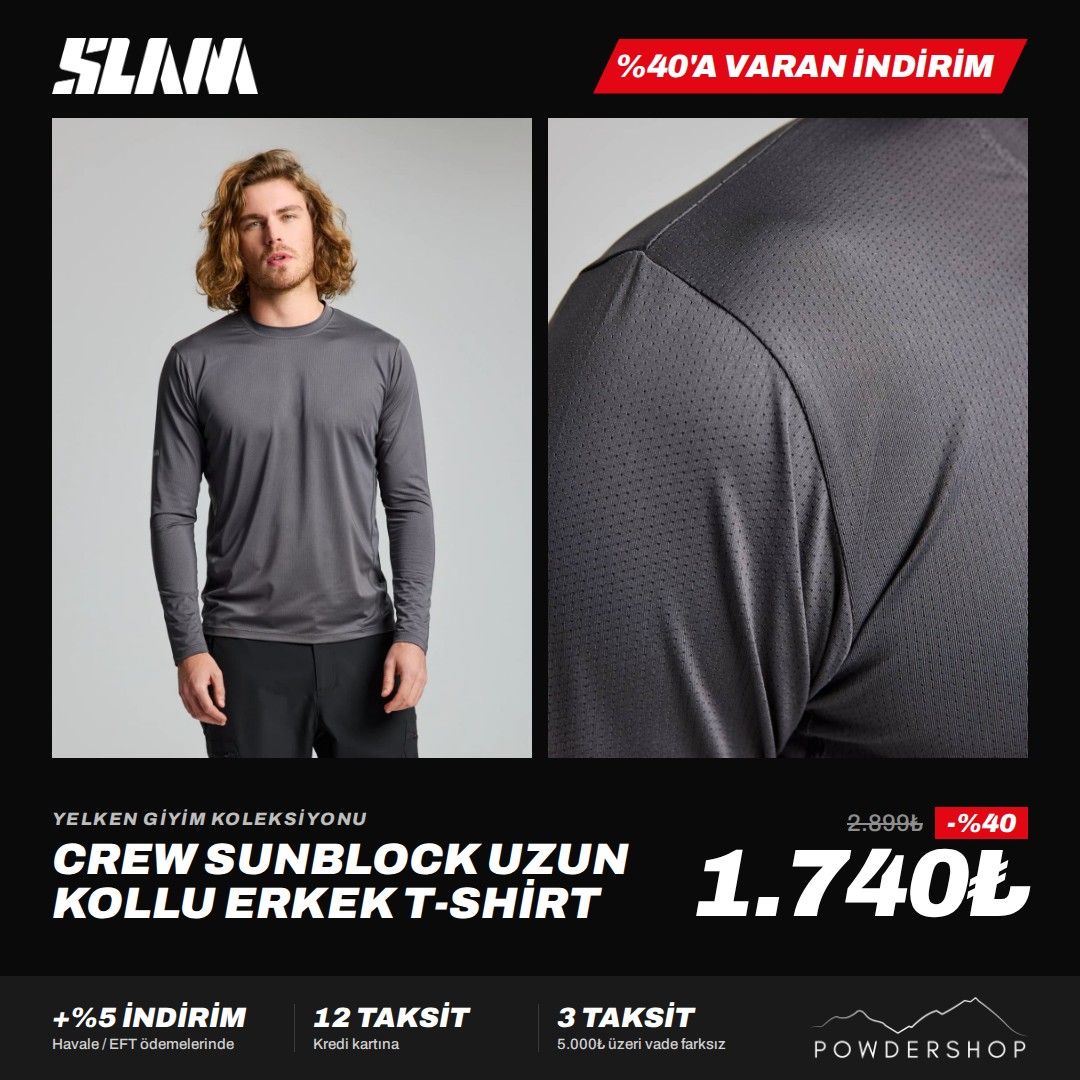 SLAM
%40'A VARAN İNDİRİM
YELKEN GİYİM KOLEKSİYONU
CREW SUNBLOCK UZUN
KOLLU ERKEK T-SHİRT
2.899₺
-%40
1.740₺
+%5 İNDİRİM
Havale / EFT ödemelerinde
12 TAKSİT
Kredi kartına
3 TAKSİT
5.000₺ üzeri vade farksız
POWDERSHOP